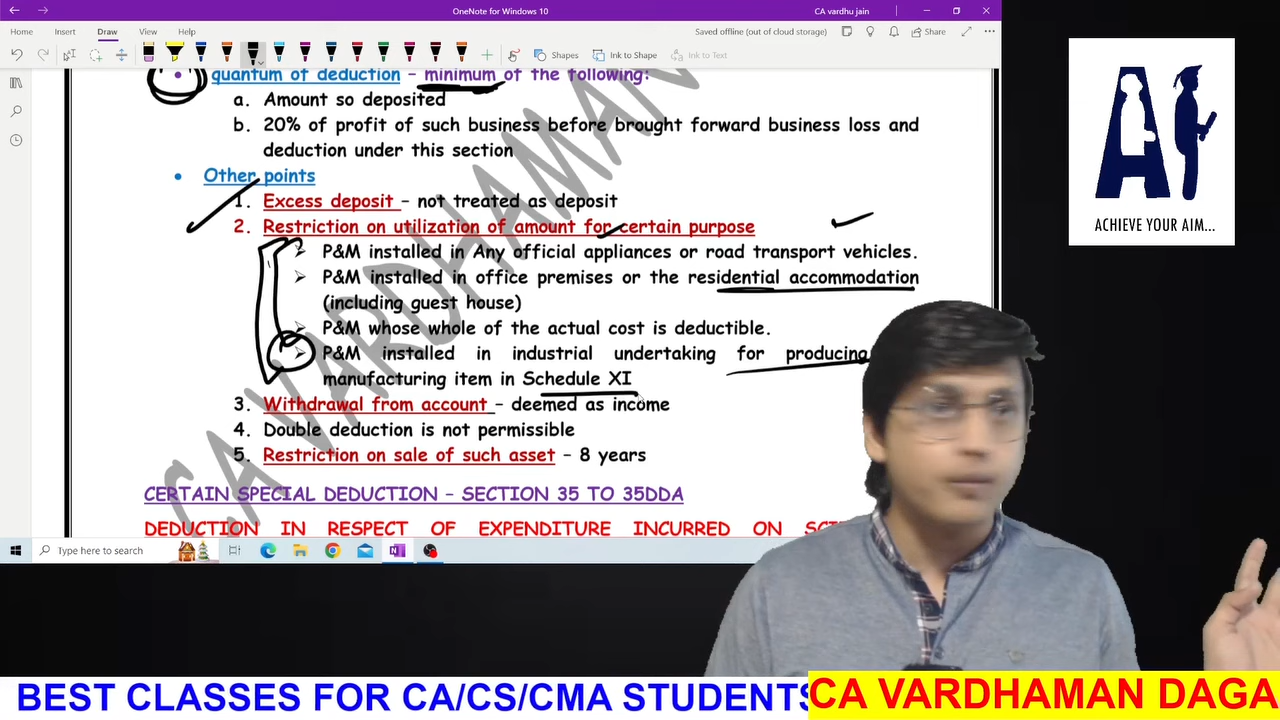 OneNote for Windows 10
CA vardhu jain
Home
Insert
Draw
View
Help
Saved offline (out of cloud storage)
Share
Shapes
Ink to Shape
Ink to Text
quantum of deduction – minimum of the following:
a. Amount so deposited
b. 20% of profit of such business before brought forward business loss and
deduction under this section
• Other points
1. Excess deposit – not treated as deposit
2. Restriction on utilization of amount for certain purpose
➢ P&M installed in Any official appliances or road transport vehicles.
➢ P&M installed in office premises or the residential accommodation
(including guest house)
➢ P&M whose whole of the actual cost is deductible.
➢ P&M installed in industrial undertaking for producing
manufacturing item in Schedule XI
3. Withdrawal from account – deemed as income
4. Double deduction is not permissible
5. Restriction on sale of such asset – 8 years
CERTAIN SPECIAL DEDUCTION – SECTION 35 TO 35DDA
DEDUCTION IN RESPECT OF EXPENDITURE INCURRED ON
CA VARDHAMAN
Type here to search
AI
ACHIEVE YOUR AIM...
BEST CLASSES FOR CA/CS/CMA STUDENTS
CA VARDHAMAN DAGA